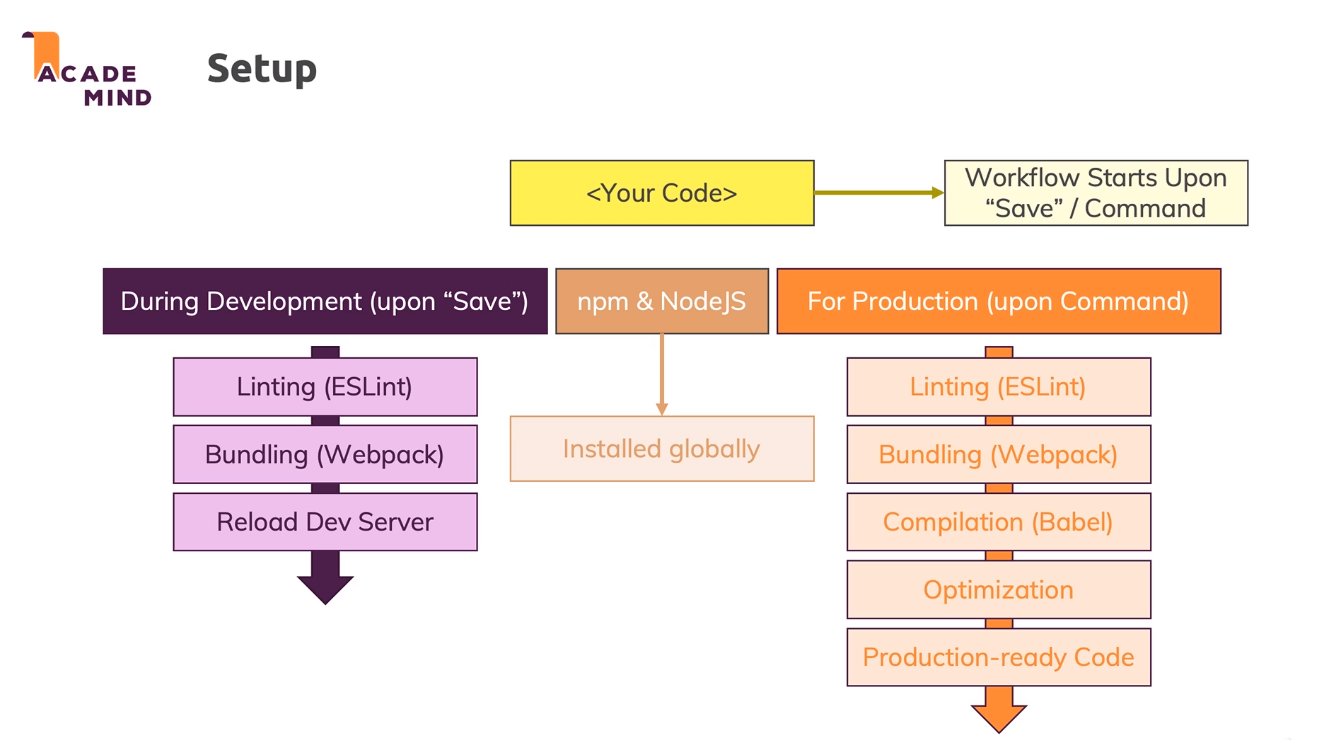 ACADE
MIND
Setup
<Your Code>
Workflow Starts Upon
“Save” / Command
During Development (upon “Save”)
npm & NodeJS
For Production (upon Command)
Linting (ESLint)
Bundling (Webpack)
Reload Dev Server
Installed globally
Linting (ESLint)
Bundling (Webpack)
Compilation (Babel)
Optimization
Production-ready Code